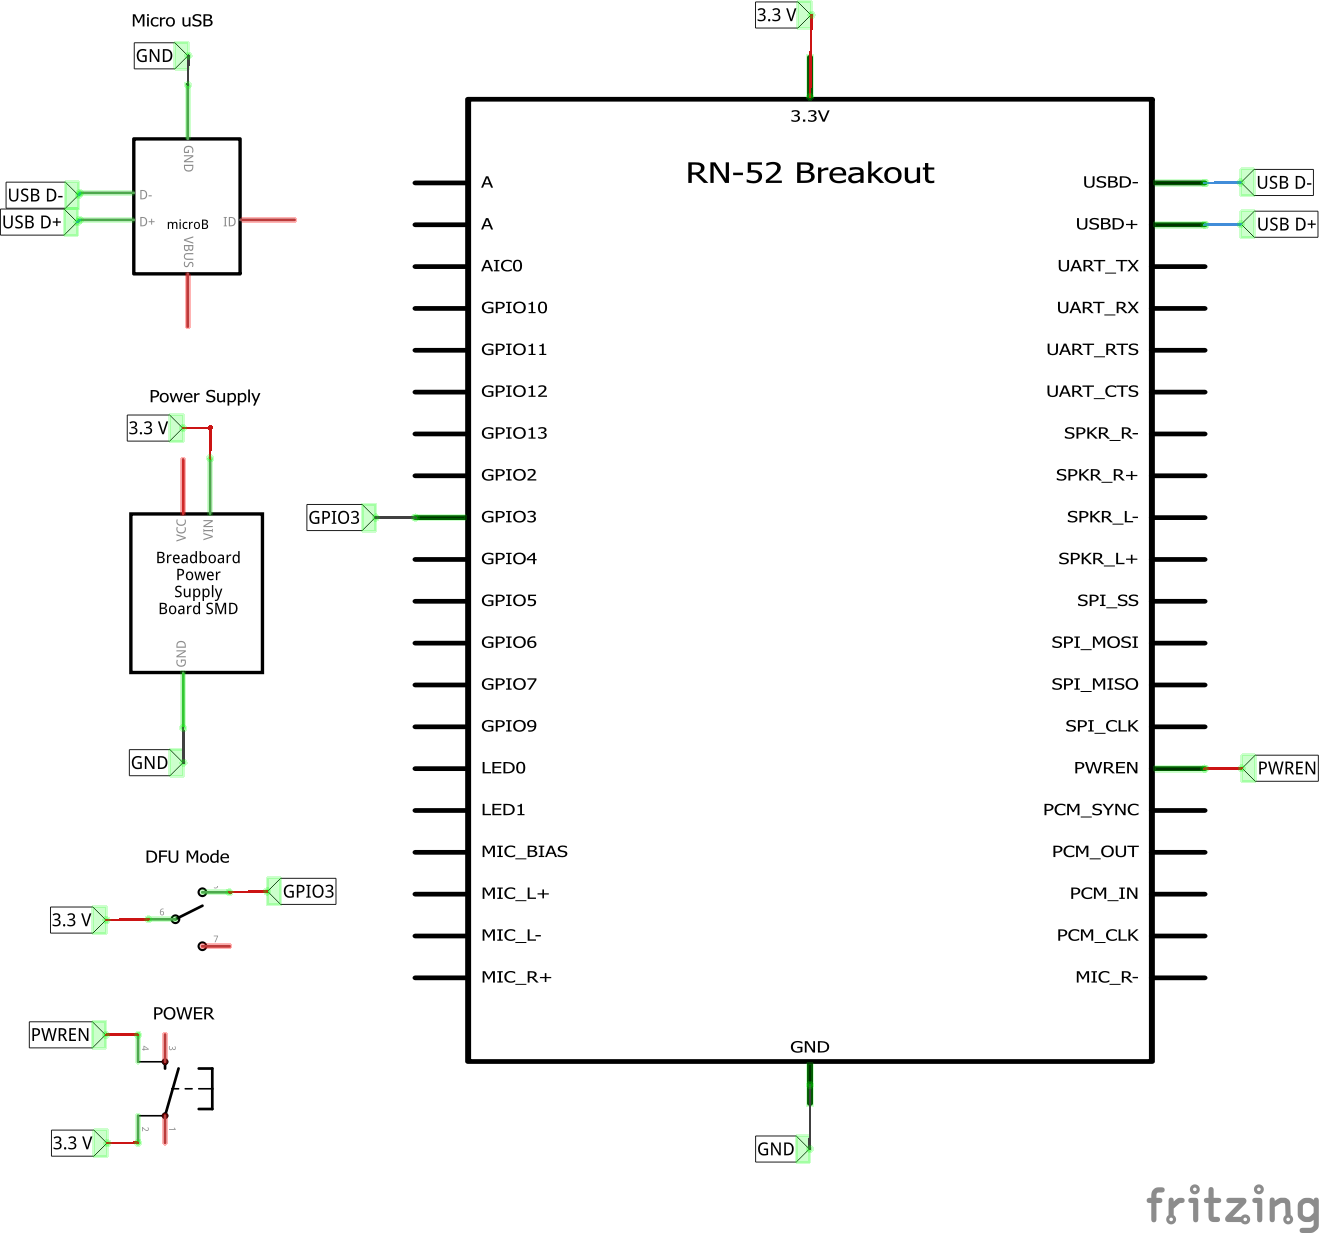 Micro uSB
GND
GND
USB D-
D-
USB D+
D+
microB
ID
VBUS
Power Supply
3.3 V
VCC
VIN
Breadboard
Power
Supply
Board SMD
GND
GND
DFU Mode
GPIO3
3.3 V
6
7
POWER
PWREN
4
3
3.3 V
2
1
3.3 V
3.3V
RN-52 Breakout
A
A
AIC0
GPIO10
GPIO11
GPIO12
GPIO13
GPIO2
GPIO3
GPIO3
GPIO4
GPIO5
GPIO6
GPIO7
GPIO9
LED0
LED1
MIC_BIAS
MIC_L+
MIC_L-
MIC_R+
USBD-
USB D-
USBD+
USB D+
UART_TX
UART_RX
UART_RTS
UART_CTS
SPKR_R-
SPKR_R+
SPKR_L-
SPKR_L+
SPI_SS
SPI_MOSI
SPI_MISO
SPI_CLK
PWREN
PWREN
PCM_SYNC
PCM_OUT
PCM_IN
PCM_CLK
MIC_R-
GND
GND
fritzing